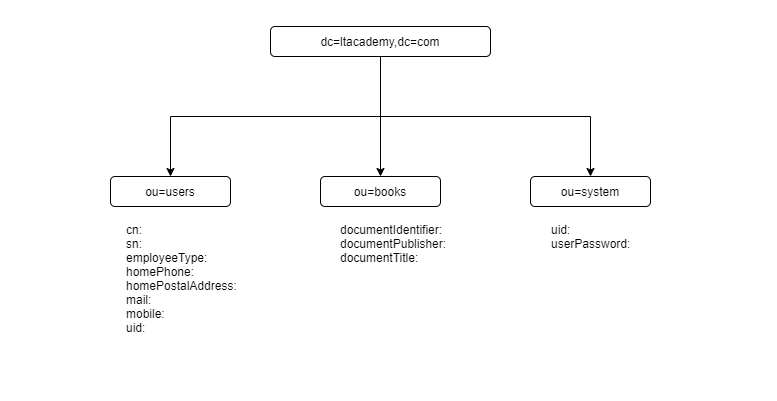 dc=ltacademy,dc=com
ou=users
ou=books
ou=system
cn:
sn:
employeeType:
homePhone:
homePostalAddress:
mail:
mobile:
uid:
documentIdentifier:
documentPublisher:
documentTitle:
uid:
userPassword: